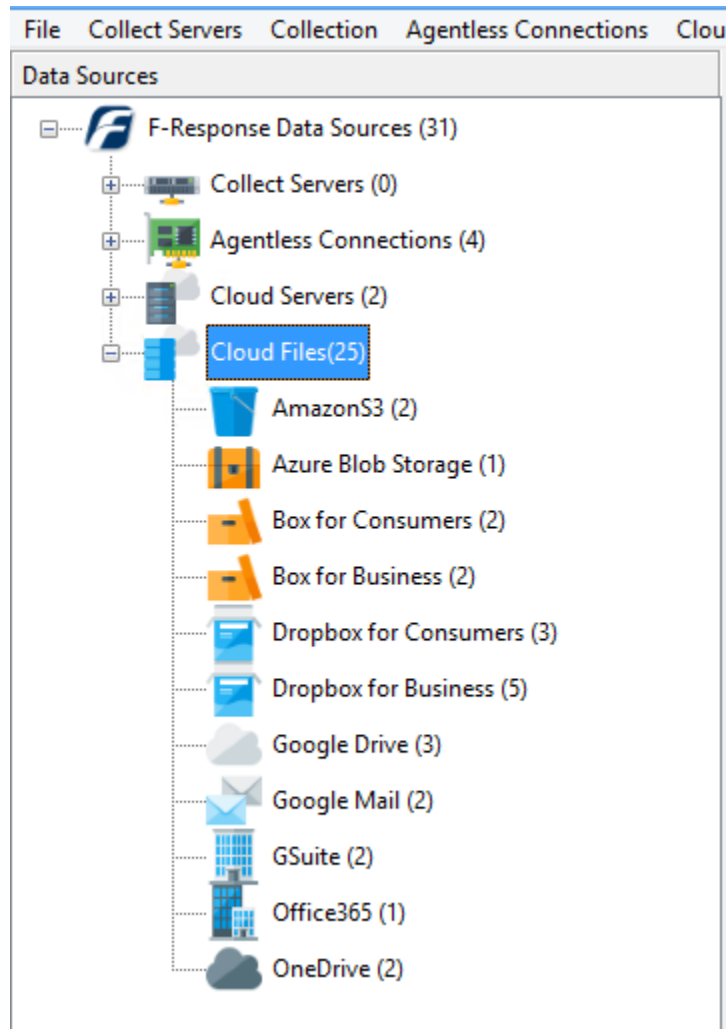 File Collect Servers Collection Agentless Connections Clou
Data Sources
F-Response Data Sources (31)
Collect Servers (0)
Agentless Connections (4)
Cloud Servers (2)
Cloud Files(25)
AmazonS3 (2)
Azure Blob Storage (1)
Box for Consumers (2)
Box for Business (2)
Dropbox for Consumers (3)
Dropbox for Business (5)
Google Drive (3)
Google Mail (2)
GSuite (2)
Office365 (1)
OneDrive (2)